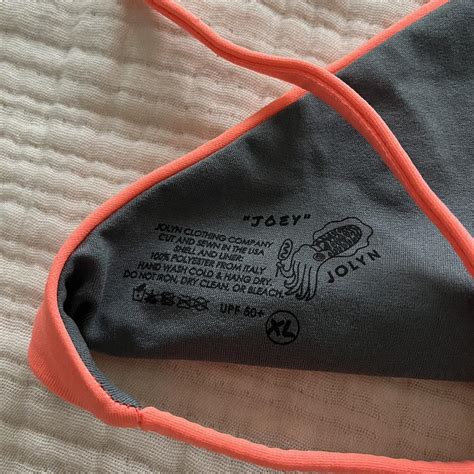 "JOEY"
JOLYN CLOTHING COMPANY
CUT AND SEWN IN THE USA
SHELL AND LINER:
100% POLYESTER FROM ITALY
HAND WASH COLD & HANG DRY.
DO NOT IRON, DRY CLEAN, OR BLEACH.
UPF 50+
XL
JOLYN